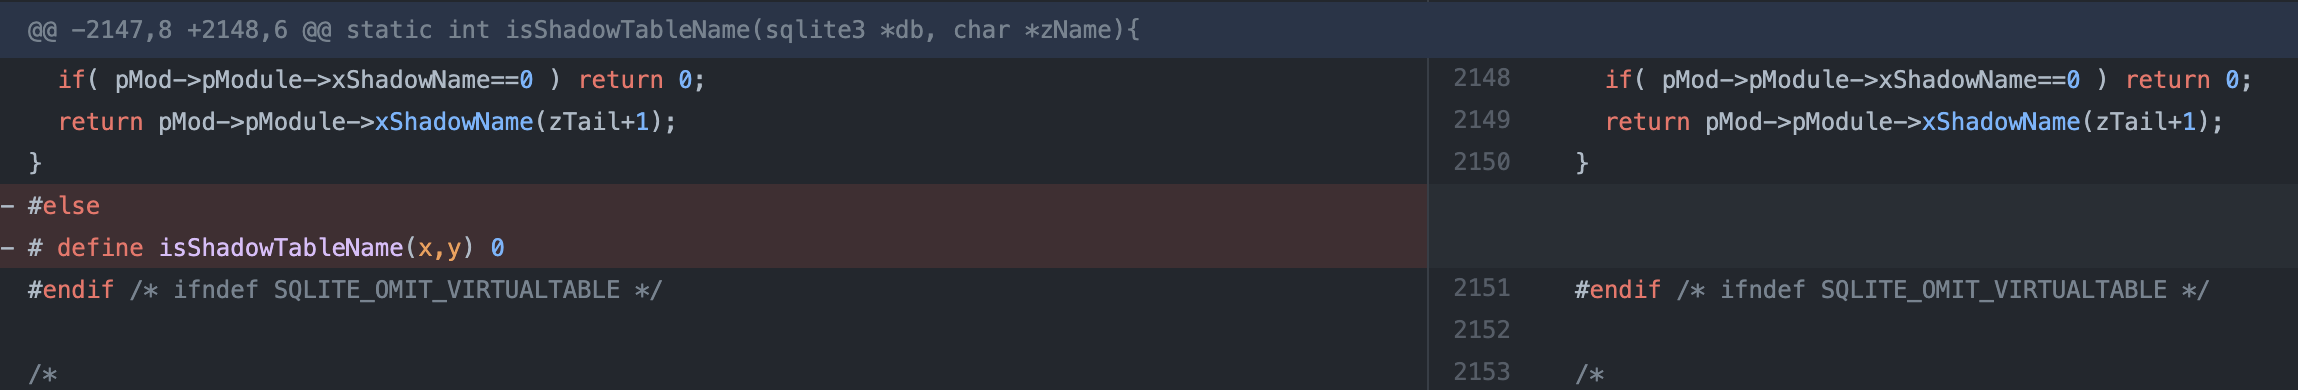 @@ -2147,8 +2148,6 @@ static int isShadowTableName(sqlite3 *db, char *zName){
if( pMod->pModule->xShadowName==0 ) return 0;
2148 if( pMod->pModule->xShadowName==0 ) return 0;
return pMod->pModule->xShadowName(zTail+1);
2149 return pMod->pModule->xShadowName(zTail+1);
}
2150 }
- #else
- # define isShadowTableName(x,y) 0
#endif /* ifndef SQLITE_OMIT_VIRTUALTABLE */
2151 #endif /* ifndef SQLITE_OMIT_VIRTUALTABLE */
2152
/*
2153 /*